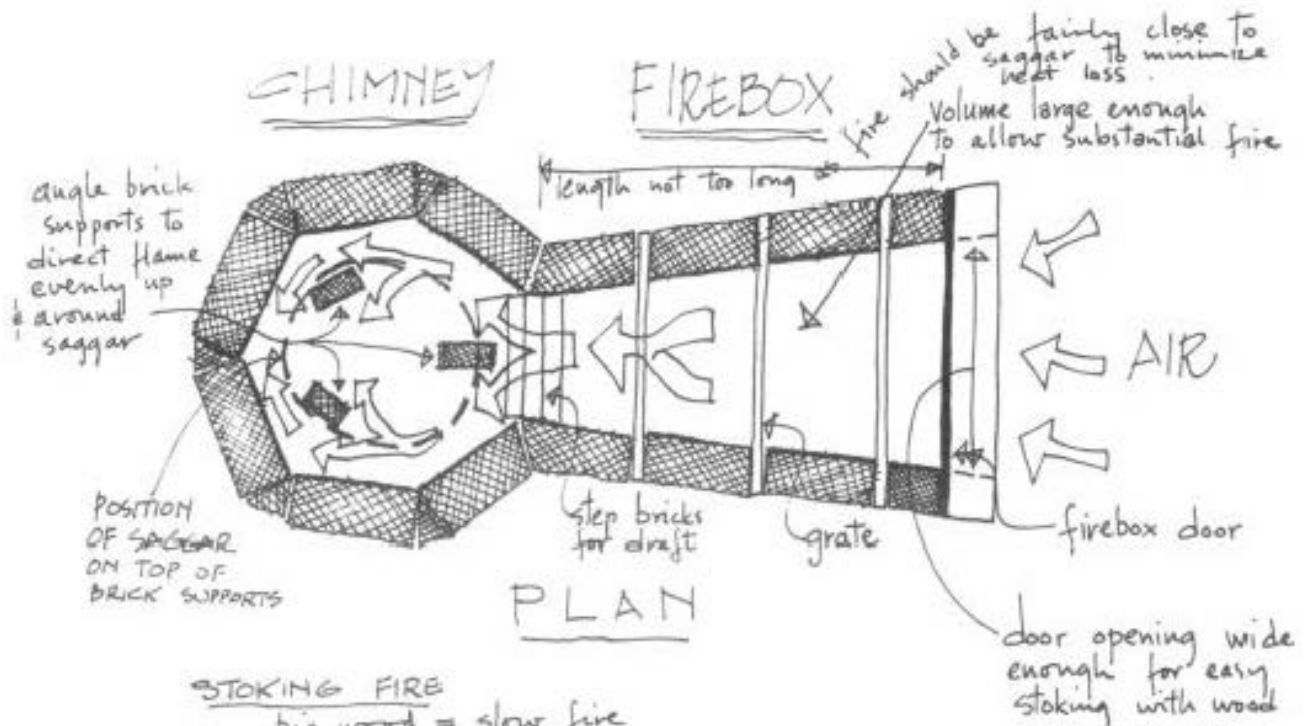 CHIMNEY
FIREBOX
fire should be fairly close to
saggar to minimize
heat loss.
volume large enough
to allow substantial fire
length not too long
angle brick
supports to
direct flame
evenly up
& around
saggar
AIR
POSITION
OF SAGGAR
ON TOP OF
BRICK SUPPORTS
step bricks
for draft
grate
firebox door
PLAN
door opening wide
enough for easy
stoking with wood
STOKING FIRE
big wood = slow fire